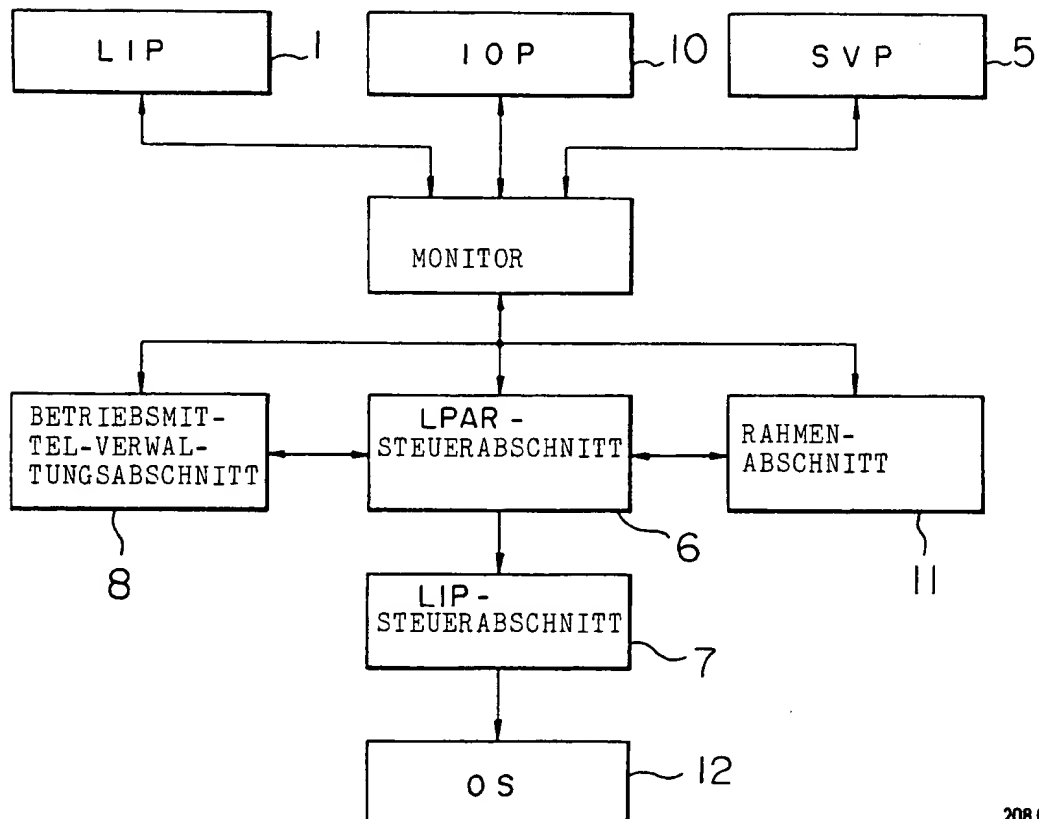 LIP
1
IOP
10
SVP
5
MONITOR
BETRIEBSMIT-
TEL-VERWAL-
TUNGSABSCHNITT
8
LPAR-
STEUERABSCHNITT
6
RAHMEN-
ABSCHNITT
11
LIP-
STEUERABSCHNITT
7
OS
12